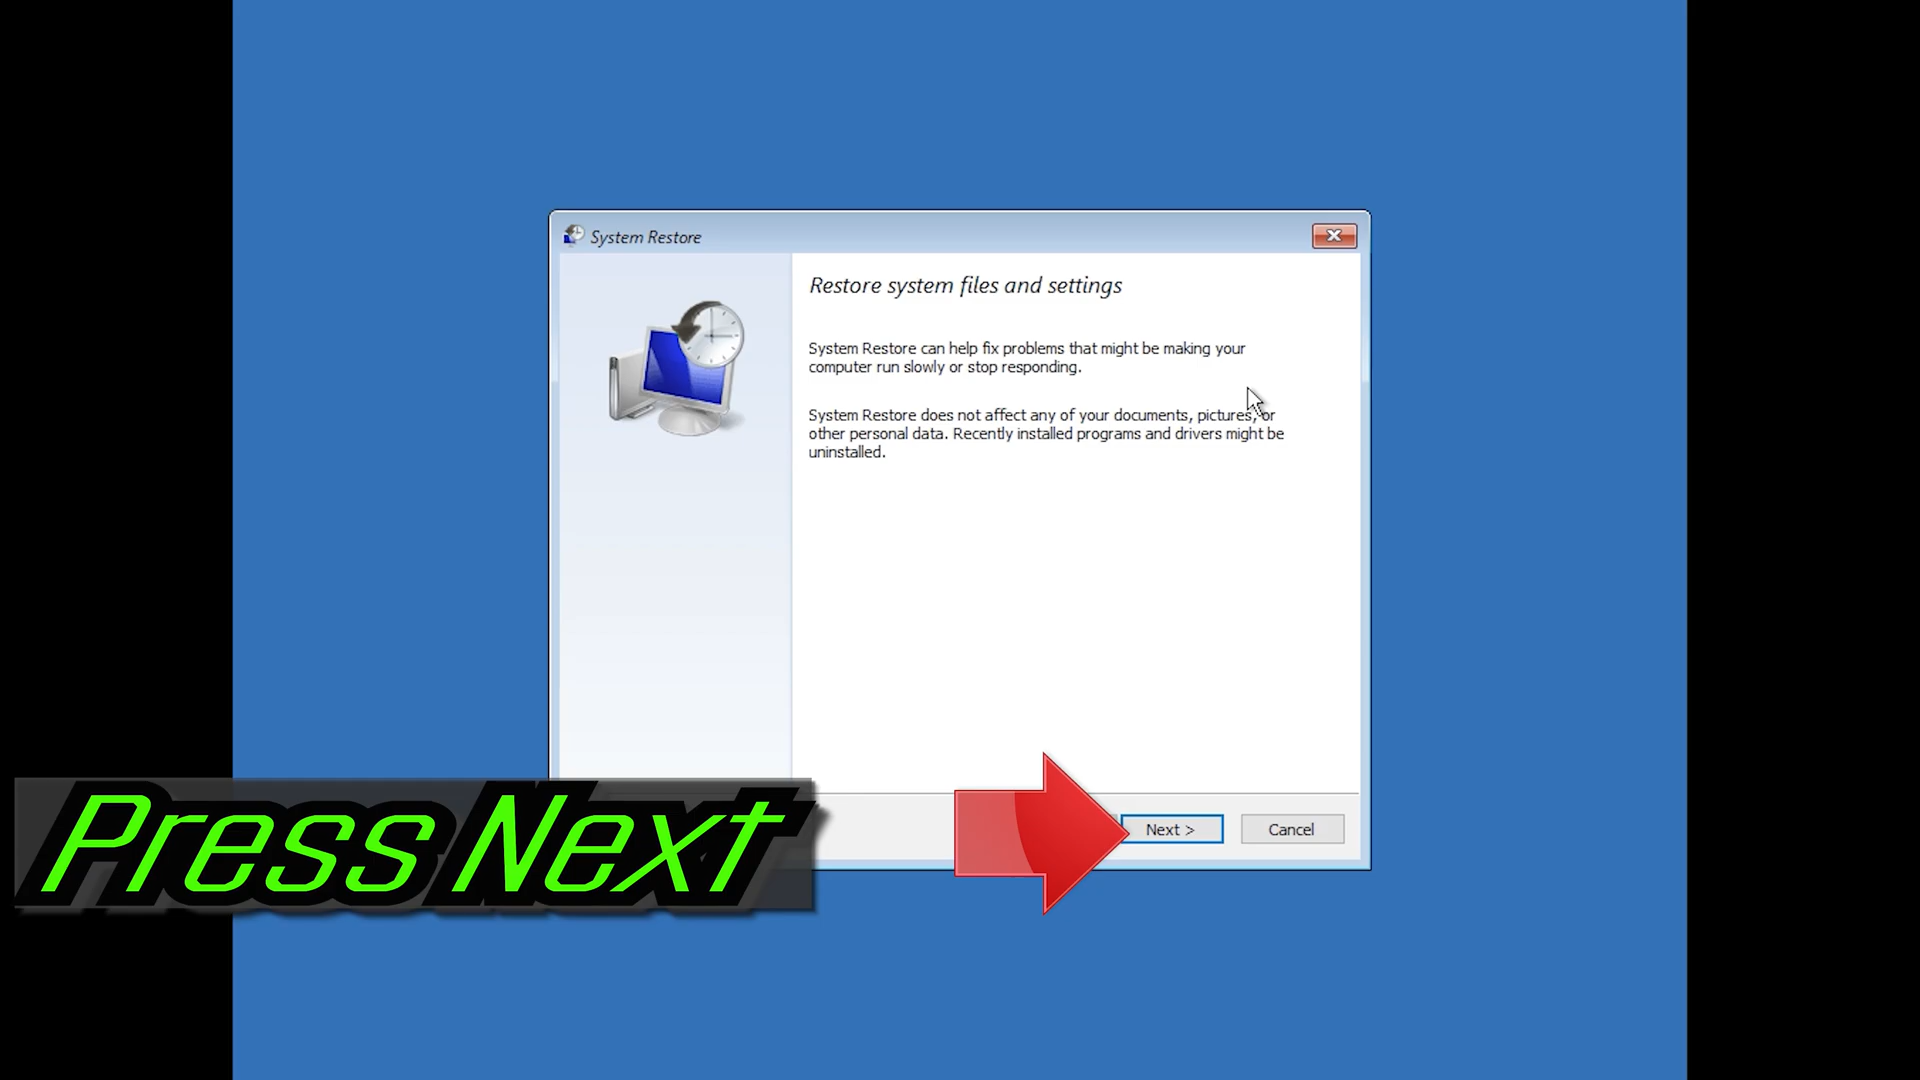 System Restore
Restore system files and settings
System Restore can help fix problems that might be making your
computer run slowly or stop responding.
System Restore does not affect any of your documents, pictures, or
other personal data. Recently installed programs and drivers might be
uninstalled.
Next >
Cancel
Press Next